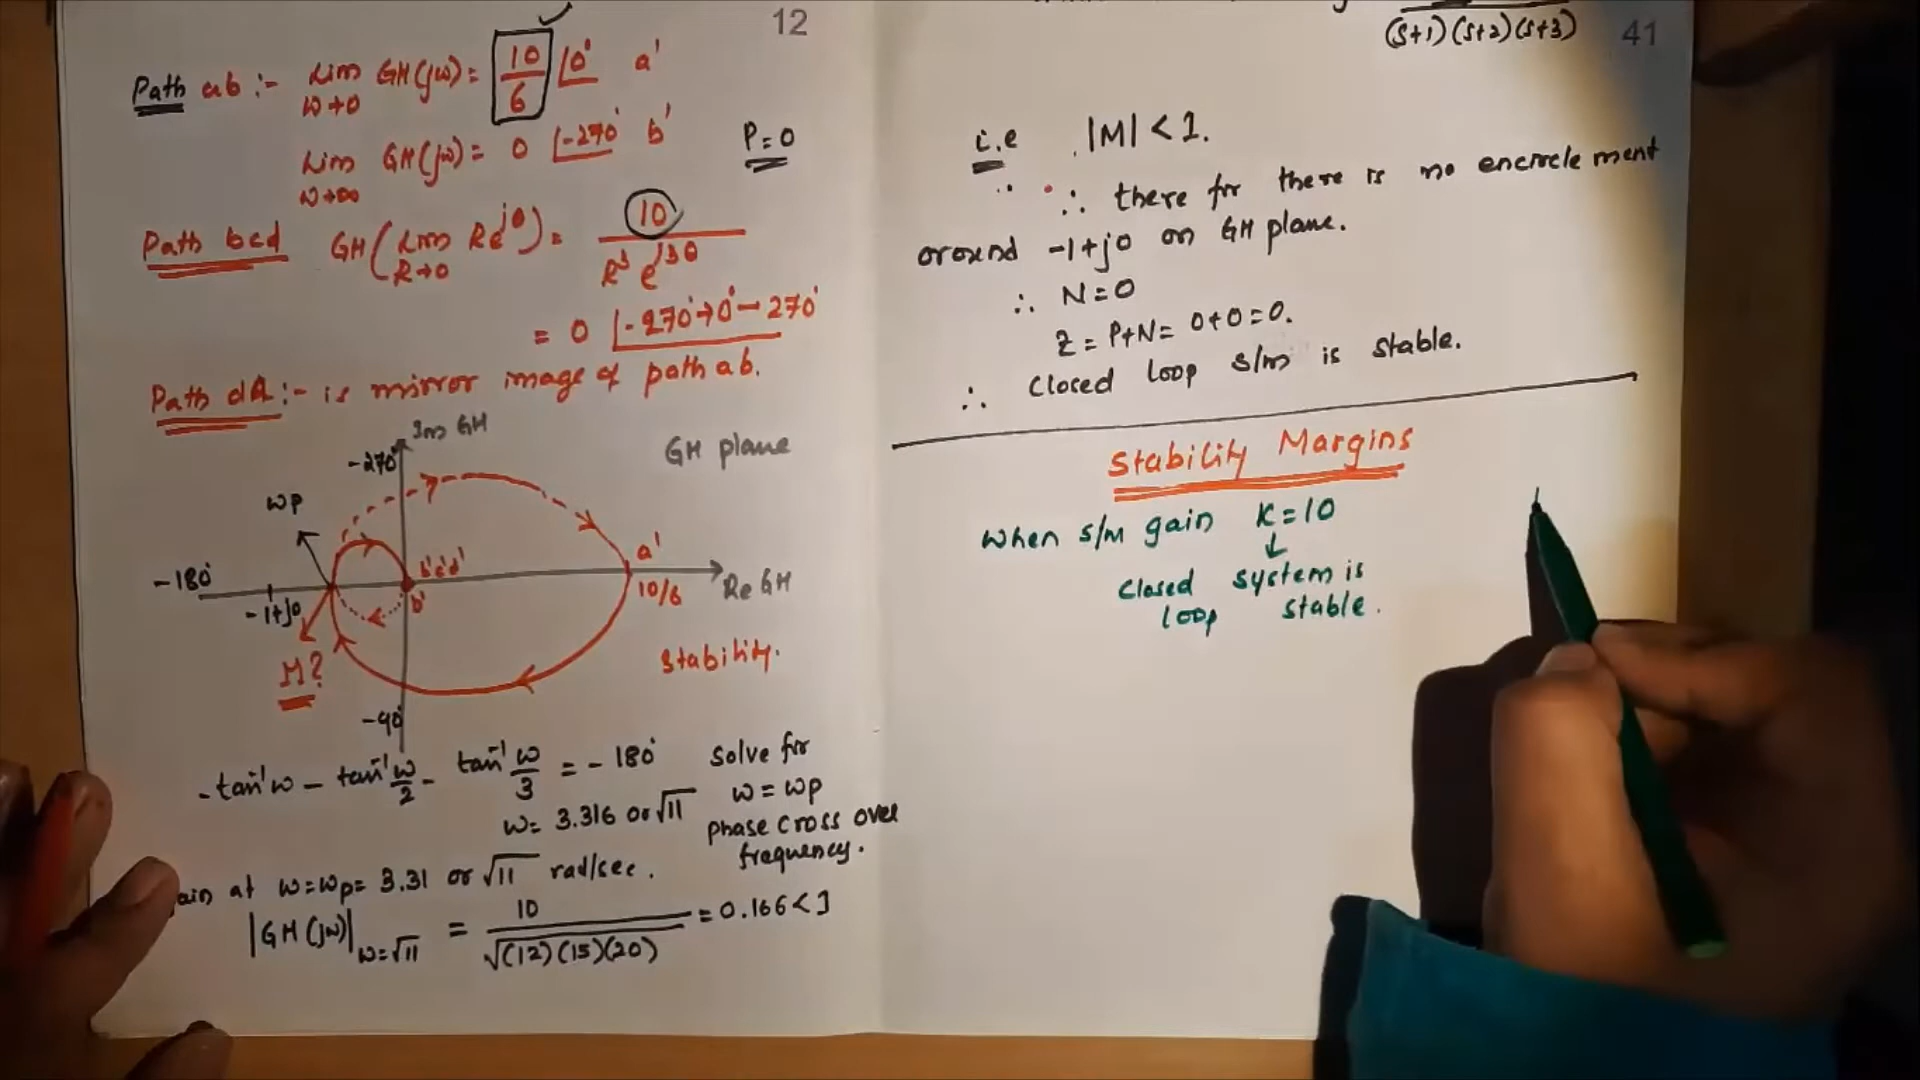 12
Path ab :- Lim GH(jω) = 10/6 ∠0° a'
ω→0
Lim GH(jω) = 0 ∠-270° b'
ω→∞
P=0
Path bcd GH(Lim Re^jθ) = 10/R³e^j3θ
R→0
= 0 ∠-270°→0°-270°
Path da :- is mirror image of path ab.
Im GH
GH plane
-270°
ωp
a'
b'c'd'
-180°
-1+j0
b'
10/6
Re GH
M?
Stability.
-90°
-tan⁻¹ω - tan⁻¹ω/2 - tan⁻¹ω/3 = -180°
Solve for
ω = ωp
ω = 3.316 or √11
phase cross over
frequency.
ain at ω=ωp= 3.31 or √11 rad/sec.
|GH(jω)|ω=√11 = 10/√(12)(15)(20) = 0.166<1
(s+1)(s+2)(s+3)
41
i.e |M| < 1.
∴ there for there is no encirclement
around -1+j0 on GH plane.
∴ N=0
Z = P+N = 0+0=0.
∴ Closed loop s/m is stable.
Stability Margins
when s/m gain K=10
↓
Closed system is
loop stable.